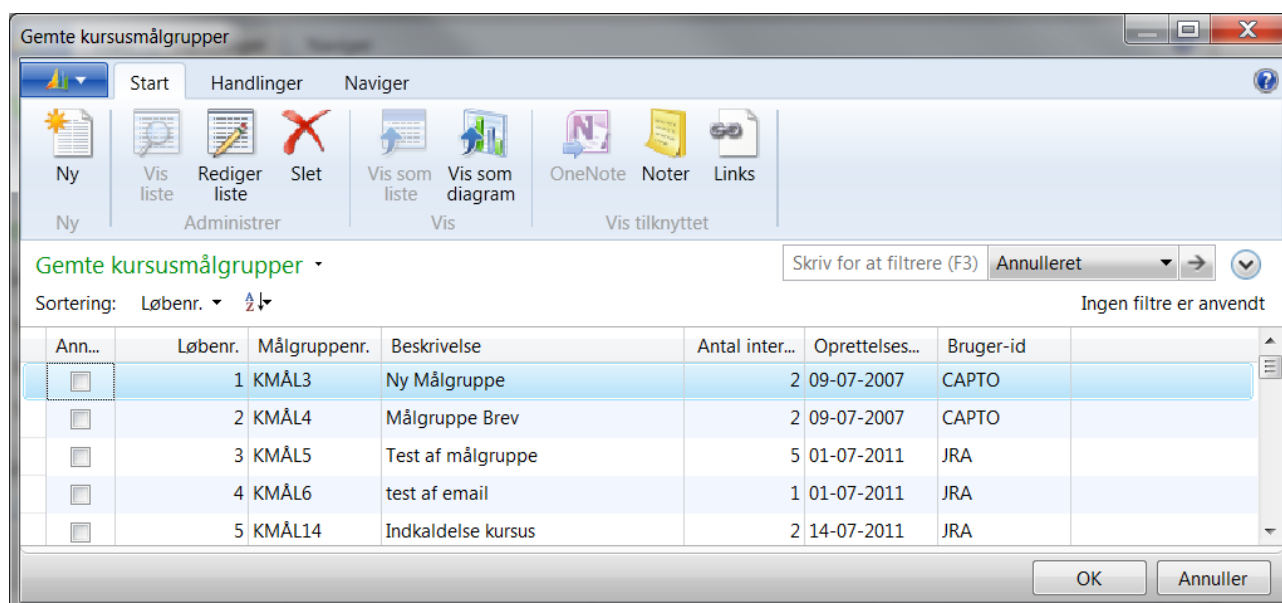 Gemte kursusmålgrupper
Start Handlinger Naviger
Ny Vis liste Rediger liste Slet Vis som liste Vis som diagram OneNote Noter Links
Ny Administrer Vis Vis tilknyttet
Gemte kursusmålgrupper Skriv for at filtrere (F3) Annulleret
Sortering: Løbenr. Ingen filtre er anvendt
Ann... Løbenr. Målgruppenr. Beskrivelse Antal inter... Oprettelses... Bruger-id
1 KMÅL3 Ny Målgruppe 2 09-07-2007 CAPTO
2 KMÅL4 Målgruppe Brev 2 09-07-2007 CAPTO
3 KMÅL5 Test af målgruppe 5 01-07-2011 JRA
4 KMÅL6 test af email 1 01-07-2011 JRA
5 KMÅL14 Indkaldelse kursus 2 14-07-2011 JRA
OK Annuller